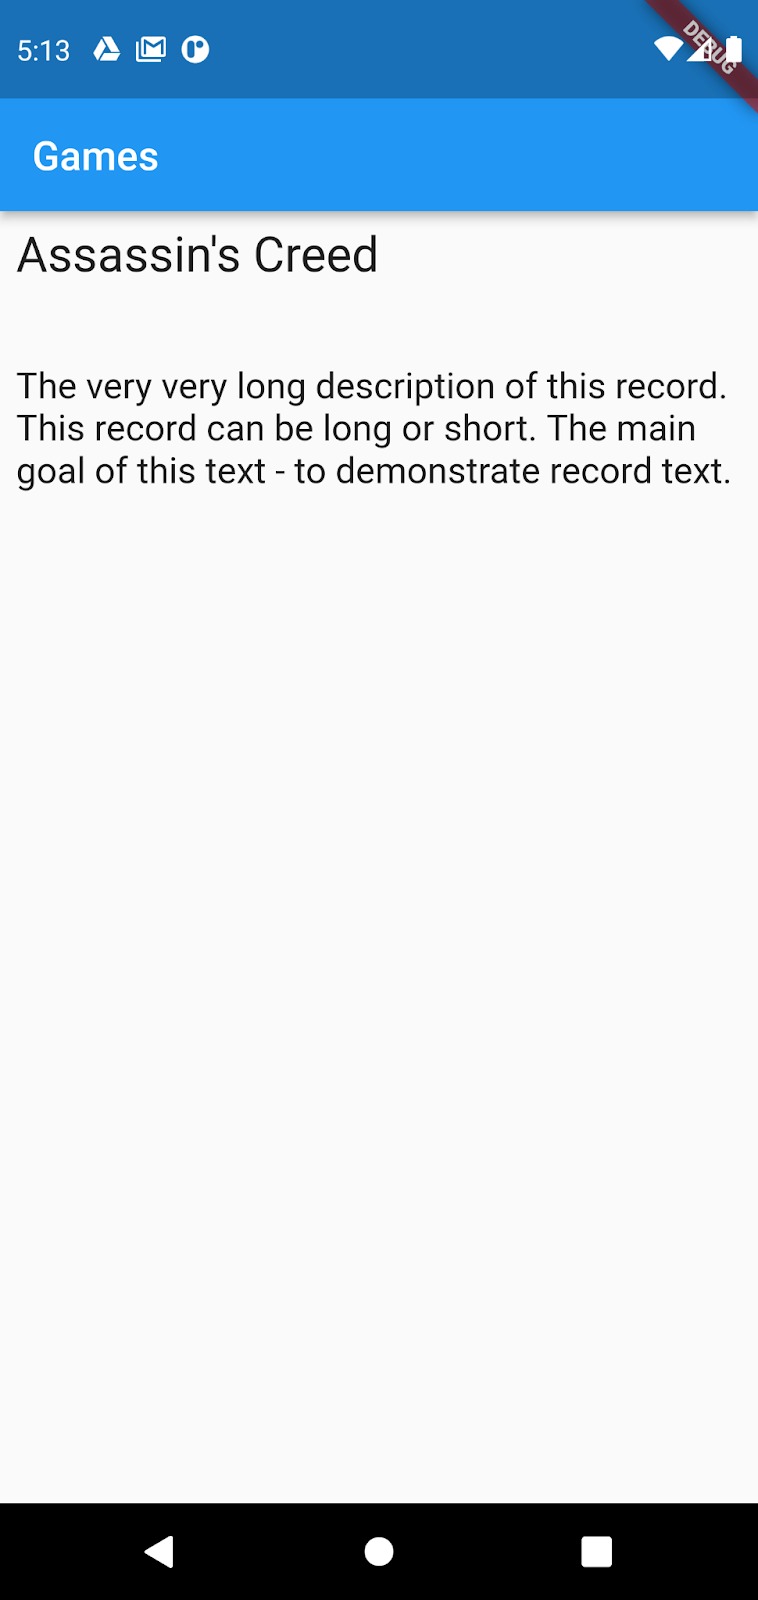 5:13
DEBUG
Games
Assassin's Creed
The very very long description of this record.
This record can be long or short. The main
goal of this text - to demonstrate record text.